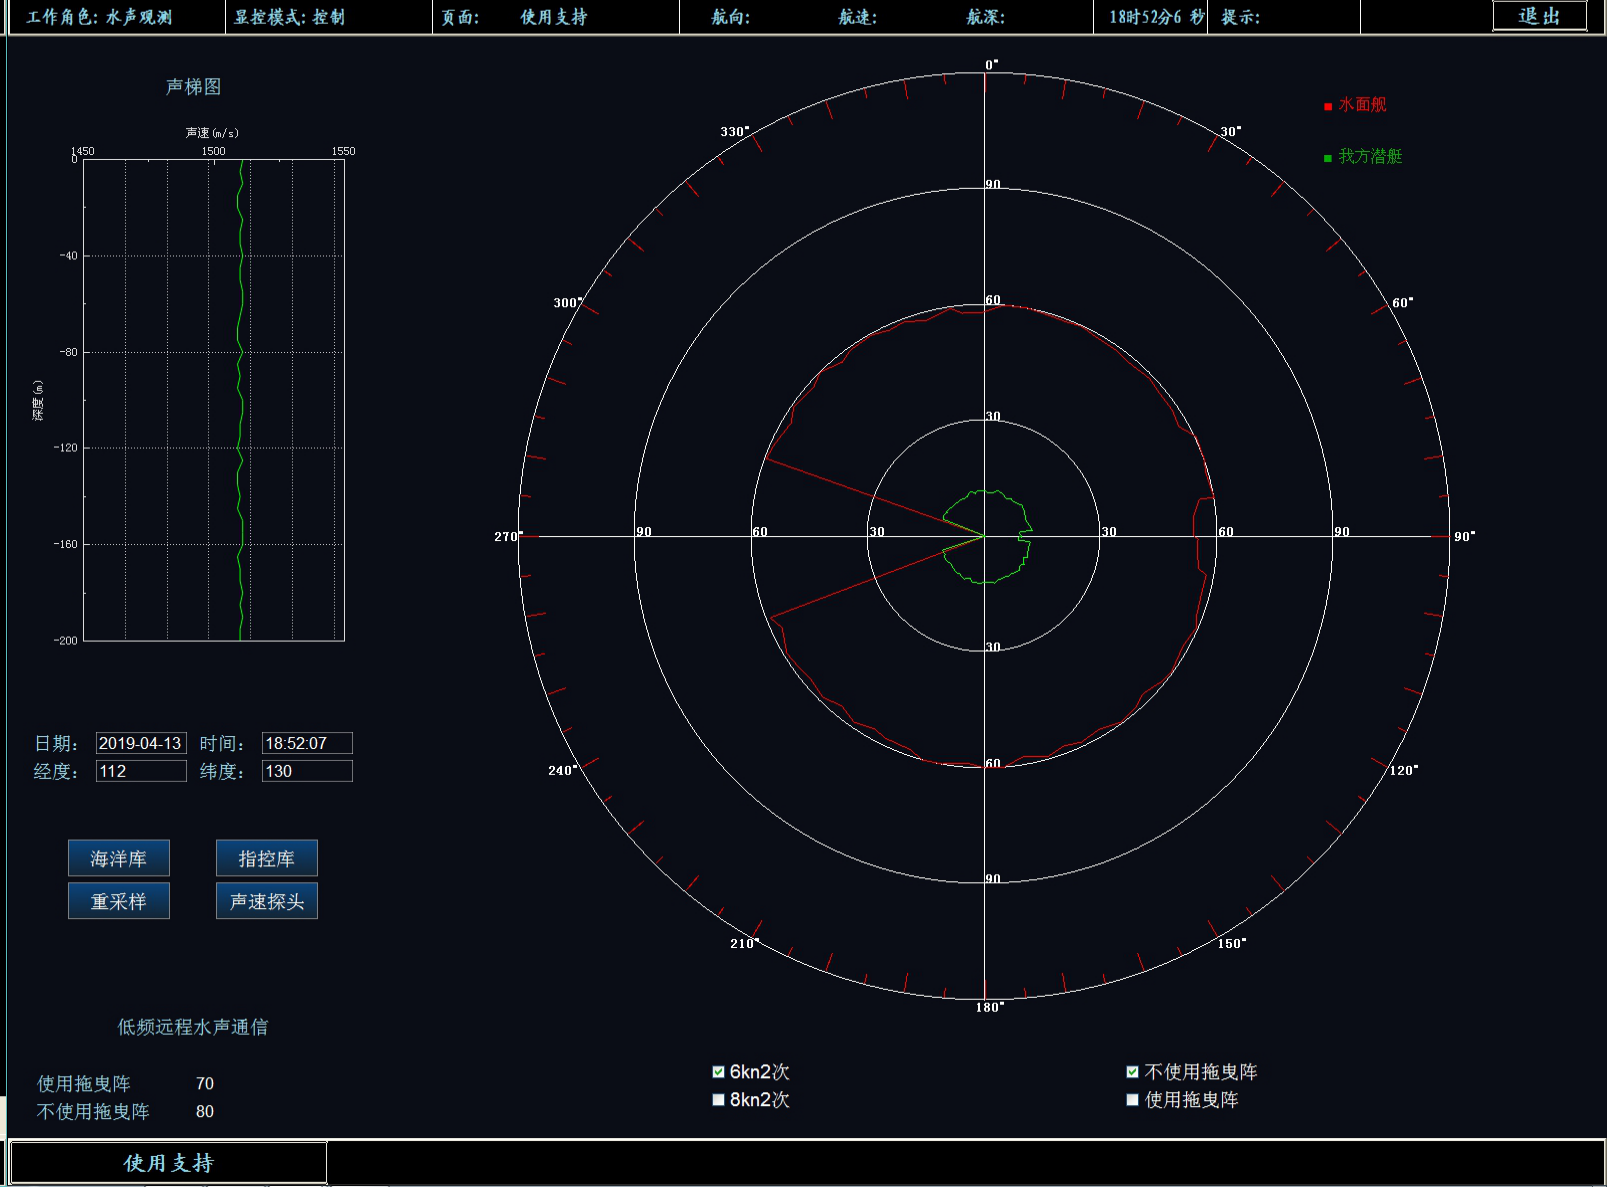 工作角色: 水声观测 显控模式: 控制 页面: 使用支持 航向: 航速: 航深: 18时52分6 秒 提示: 退出
声梯图
声速(m/s)
1450 1500 1550
0
-40
-80
-120
-160
-200
深度(m)
日期: 2019-04-13 时间: 18:52:07
经度: 112 纬度: 130
海洋库 指控库
重采样 声速探头
低频远程水声通信
使用拖曳阵 70
不使用拖曳阵 80
0°
水面舰
330° 30°
我方潜艇
90
300° 60 60°
30
270° 90 60 30 30 60 90 90°
30
240° 60 120°
90
210° 150°
180°
6kn2次 不使用拖曳阵
8kn2次 使用拖曳阵
使用支持